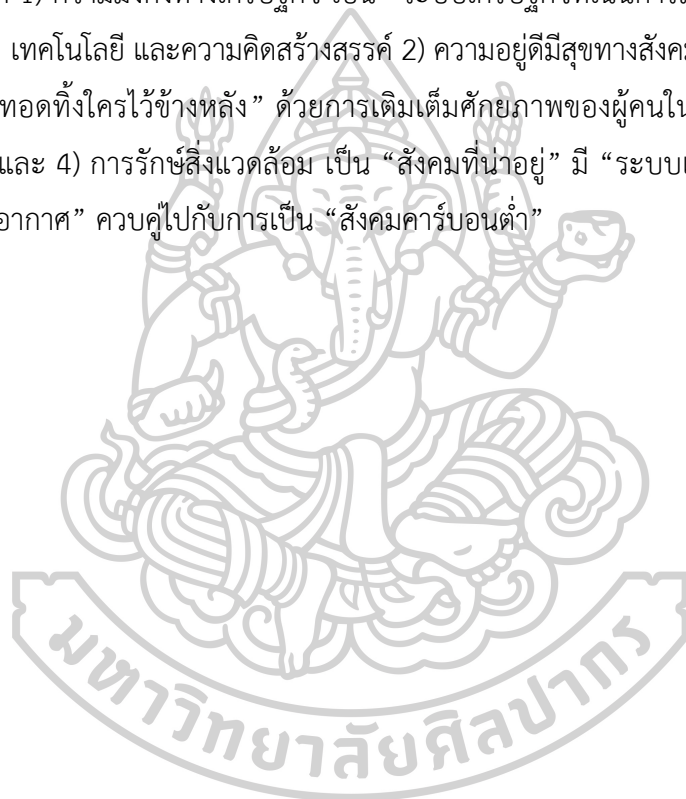 1) ความมั่งคั่งทางเศรษฐกิจ เป็น “ระบบเศรษฐกิจที่เน้นการ
เทคโนโลยี และความคิดสร้างสรรค์ 2) ความอยู่ดีมีสุขทางสังคม
ทอดทิ้งใครไว้ข้างหลัง” ด้วยการเติมเต็มศักยภาพของผู้คนใน
และ 4) การรักษ์สิ่งแวดล้อม เป็น “สังคมที่น่าอยู่” มี “ระบบ
อากาศ” ควบคู่ไปกับการเป็น “สังคมคาร์บอนต่ำ”
มหาวิทยาลัยศิลปากร